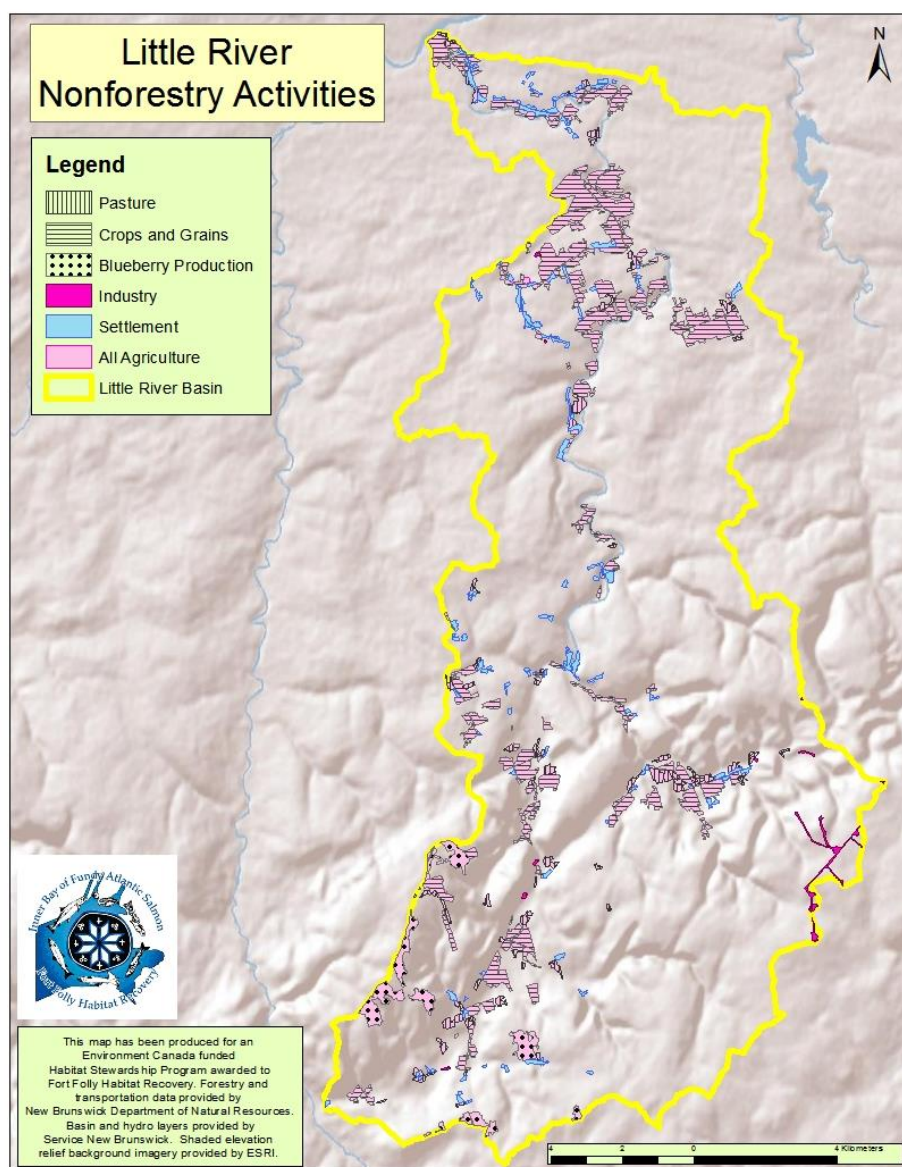 Little River
Nonforestry Activities
N
Legend
Pasture
Crops and Grains
Blueberry Production
Industry
Settlement
All Agriculture
Little River Basin
Inner Bay of Fundy Atlantic Salmon
Fort Folly Habitat Recovery
This map has been produced for an
Environment Canada funded
Habitat Stewardship Program awarded to
Fort Folly Habitat Recovery. Forestry and
transportation data provided by
New Brunswick Department of Natural Resources.
Basin and hydro layers provided by
Service New Brunswick. Shaded elevation
relief background imagery provided by ESRI.
4 2 0 4 Kilometers